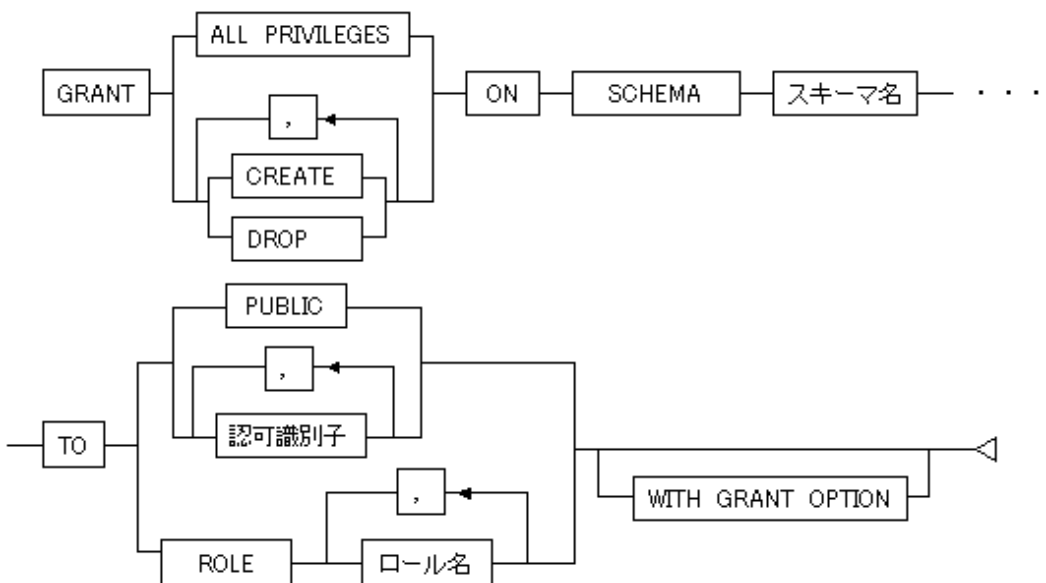 ALL PRIVILEGES
GRANT ON SCHEMA スキーマ名 ・・・
,
CREATE
DROP
PUBLIC
,
認可識別子
TO
,
WITH GRANT OPTION
ROLE ロール名